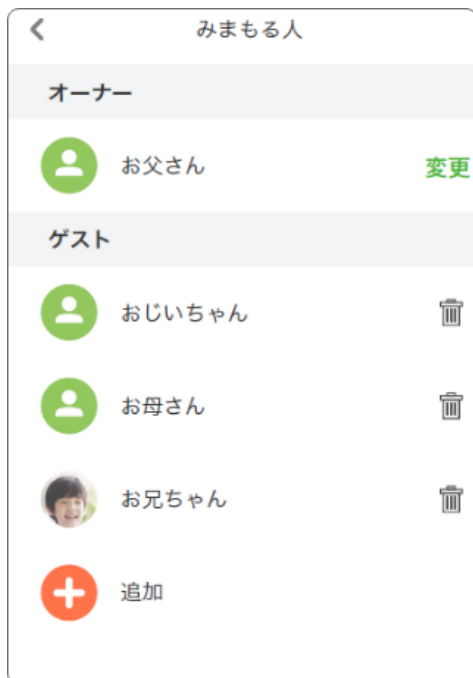 みまもる人
オーナー
お父さん 変更
ゲスト
おじいちゃん
お母さん
お兄ちゃん
追加